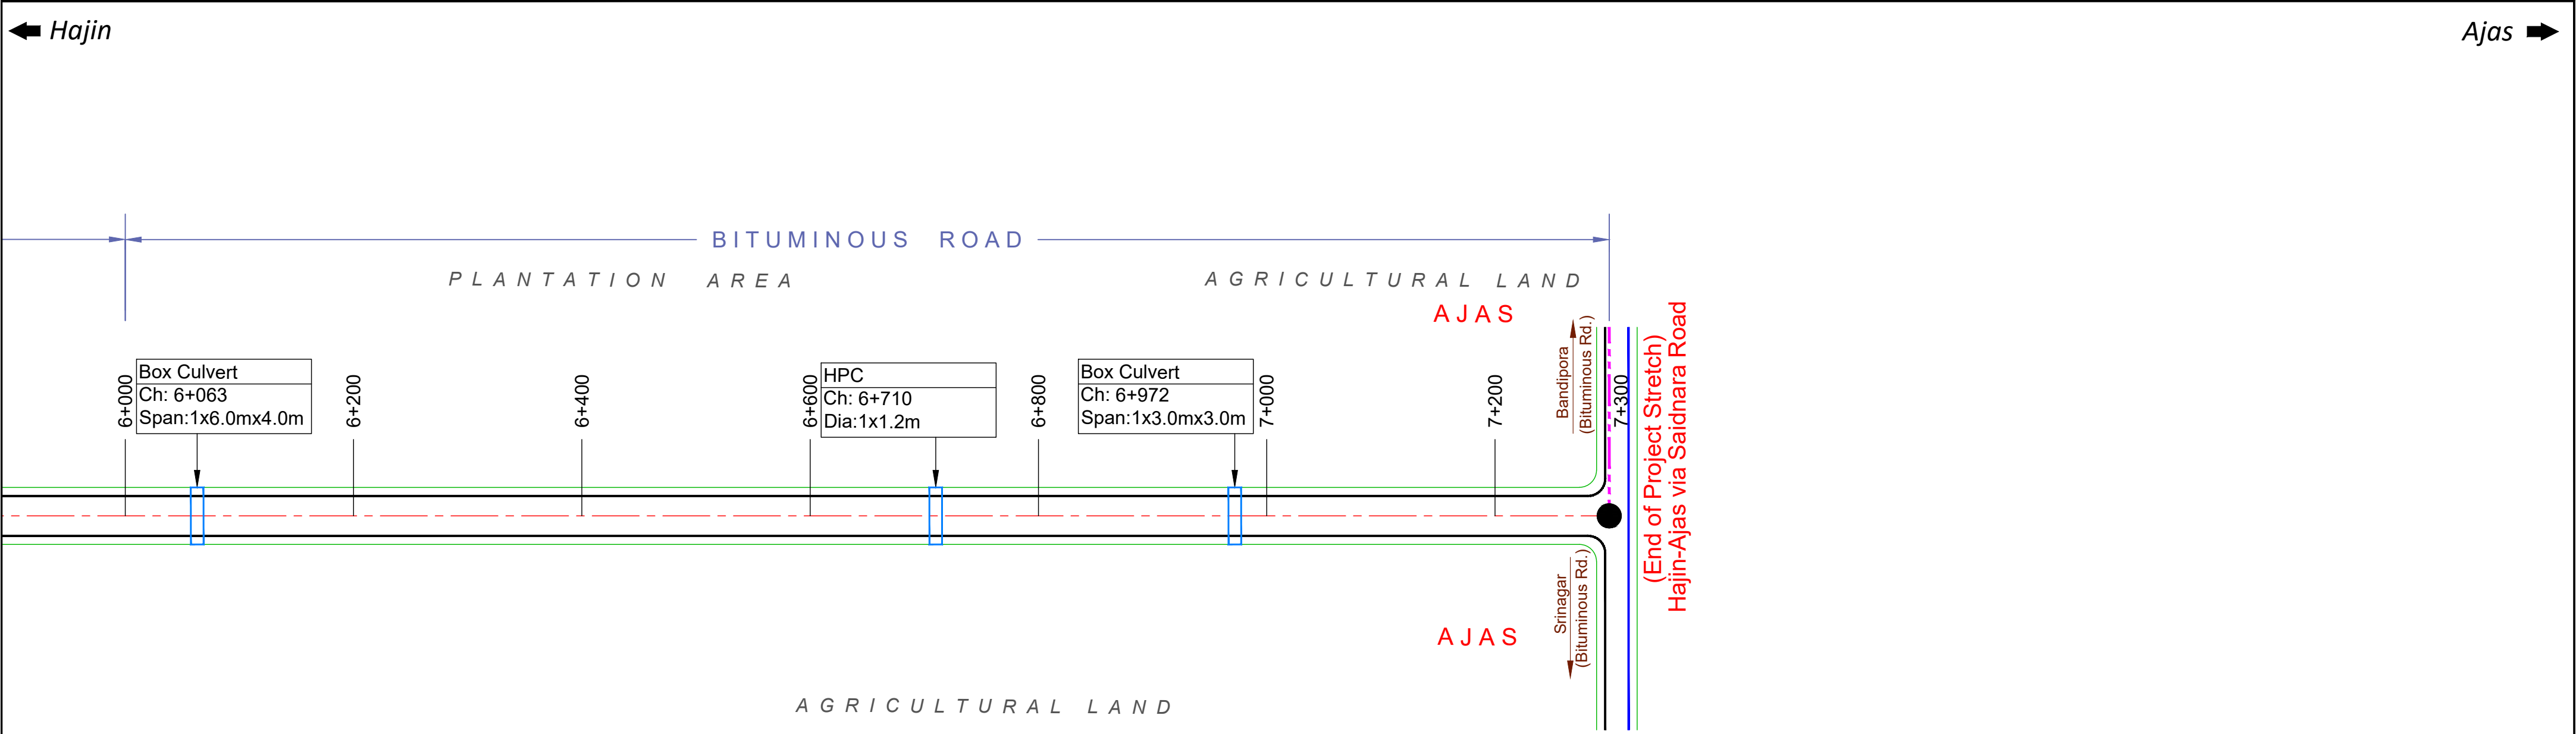 Hajin
Ajas
BITUMINOUS ROAD
PLANTATION AREA
AGRICULTURAL LAND
AJAS
6+000
Box Culvert
Ch: 6+063
Span:1x6.0mx4.0m
6+200
6+400
6+600
HPC
Ch: 6+710
Dia:1x1.2m
6+800
Box Culvert
Ch: 6+972
Span:1x3.0mx3.0m
7+000
7+200
Bandipora
(Bituminous Rd.)
7+300
(End of Project Stretch)
Hajin-Ajas via Saidnara Road
Srinagar
(Bituminous Rd.)
AJAS
AGRICULTURAL LAND